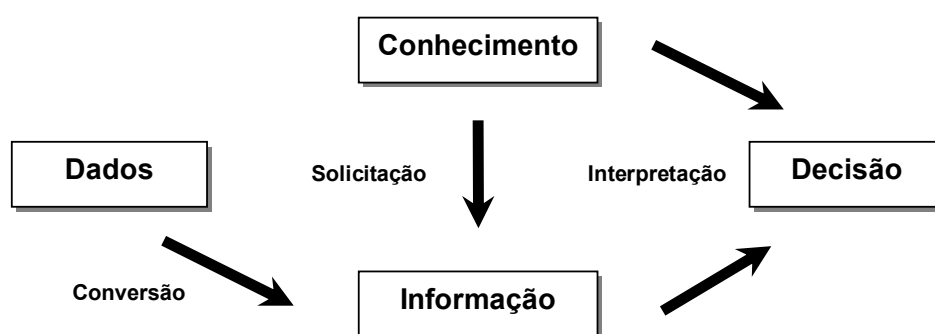 Conhecimento
Dados
Solicitação
Interpretação
Decisão
Conversão
Informação